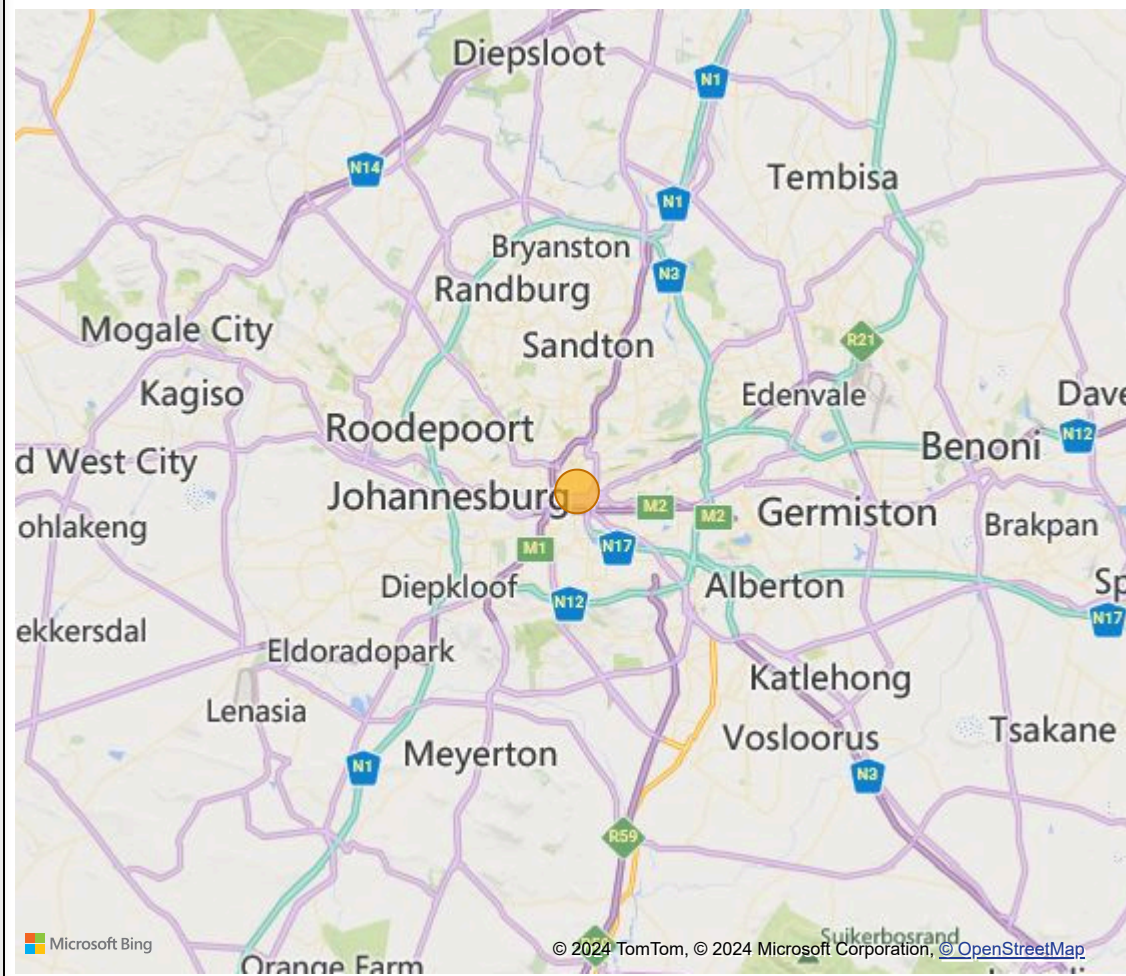 Diepsloot
N1
N14
Tembisa
N1
Bryanston
N3
Randburg
Mogale City
Sandton
R21
Kagiso
Edenvale
Dave
Roodepoort
N12
d West City
Benoni
Johannesburg
M2
M2
Germiston
ohlakeng
Brakpan
M1
N17
Diepkloof
Alberton
Sp
N12
N17
ekkersdal
Eldoradopark
Katlehong
Lenasia
Vosloorus
Tsakane
Meyerton
N1
N3
R59
Suikerbosrand
Microsoft Bing
© 2024 TomTom, © 2024 Microsoft Corporation, © OpenStreetMap
Orange Farm